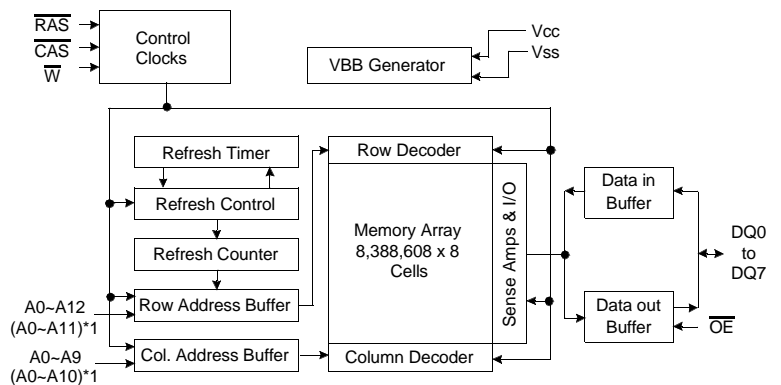 RAS
CAS
W
Control
Clocks
VBB Generator
Vcc
Vss
Refresh Timer
Refresh Control
Refresh Counter
Row Address Buffer
Col. Address Buffer
A0~A12
(A0~A11)*1
A0~A9
(A0~A10)*1
Row Decoder
Memory Array
8,388,608 x 8
Cells
Column Decoder
Sense Amps & I/O
Data in
Buffer
Data out
Buffer
DQ0
to
DQ7
OE